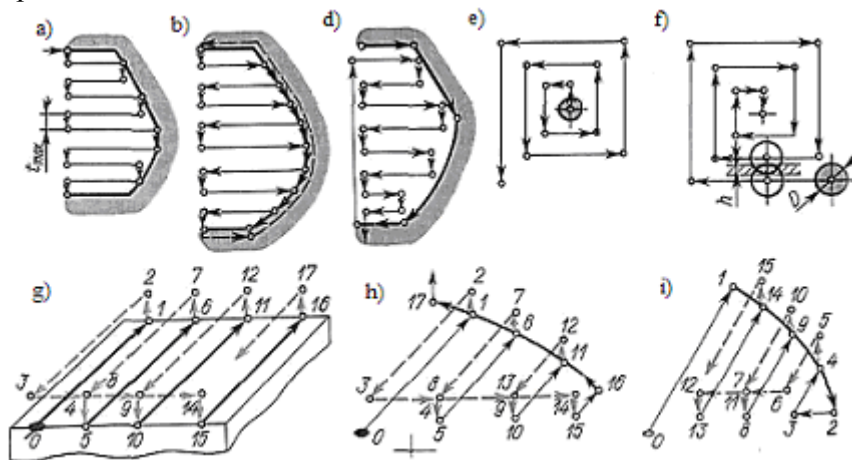 a) b) d) e) f)
tmax
h D
g) 2 7 12 17
1 6 11 16
3 8
4 9 14
0 5 10 15
h) 2
17 1 7
6 12
11
3 8 13 16
4 9 14
0 5 10 15
i) 1 15
14 10
9 5
4
12 7 6
11
0 13 8 3 2